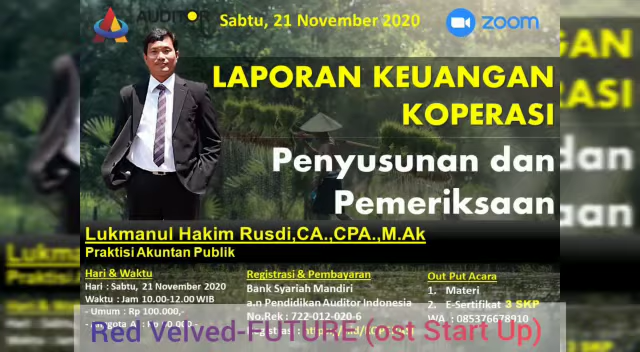 AUDITOR
Sabtu, 21 November 2020
zoom
LAPORAN KEUANGAN
KOPERASI
Penyusunan dan
Pemeriksaan
Lukmanul Hakim Rusdi,CA.,CPA.,M.Ak
Praktisi Akuntan Publik
Hari & Waktu
Hari : Sabtu, 21 November 2020
Waktu : Jam 10.00-12.00 WIB
- Umum : Rp 100.000,-
Registrasi & Pembayaran
Bank Syariah Mandiri
a.n Pendidikan Auditor Indonesia
No.Rek : 722-012-020-6
Out Put Acara
1. Materi
2. E-Sertifikat 3 SKP
WA : 085376678910
Red Velved-FUTURE (ost Start Up)